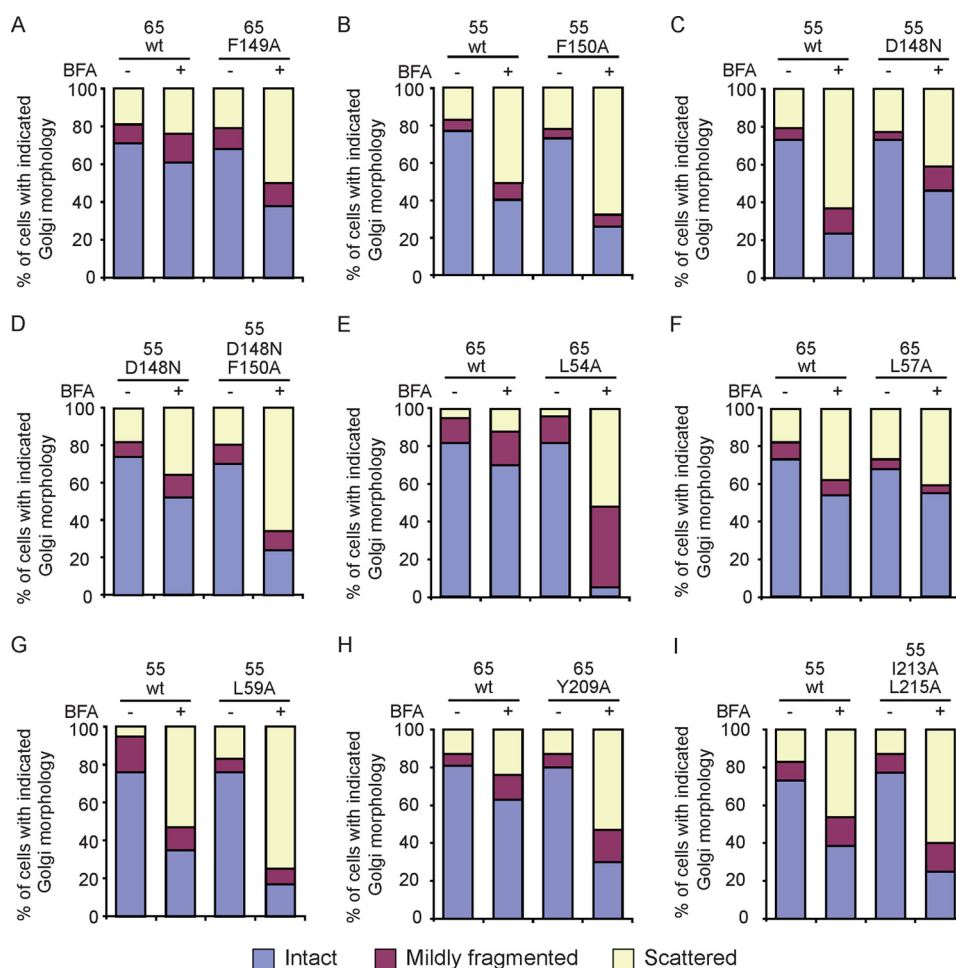 A
65
wt
65
F149A
BFA - + - +
% of cells with indicated
Golgi morphology
100
80
60
40
20
0
B
55
wt
55
F150A
BFA - + - +
% of cells with indicated
Golgi morphology
100
80
60
40
20
0
C
55
wt
55
D148N
BFA - + - +
% of cells with indicated
Golgi morphology
100
80
60
40
20
0
D
55
D148N
55
D148N
F150A
BFA - + - +
% of cells with indicated
Golgi morphology
100
80
60
40
20
0
E
65
wt
65
L54A
BFA - + - +
% of cells with indicated
Golgi morphology
100
80
60
40
20
0
F
65
wt
65
L57A
BFA - + - +
% of cells with indicated
Golgi morphology
100
80
60
40
20
0
G
55
wt
55
L59A
BFA - + - +
% of cells with indicated
Golgi morphology
100
80
60
40
20
0
H
65
wt
65
Y209A
BFA - + - +
% of cells with indicated
Golgi morphology
100
80
60
40
20
0
I
55
wt
55
I213A
L215A
BFA - + - +
% of cells with indicated
Golgi morphology
100
80
60
40
20
0
Intact Mildly fragmented Scattered